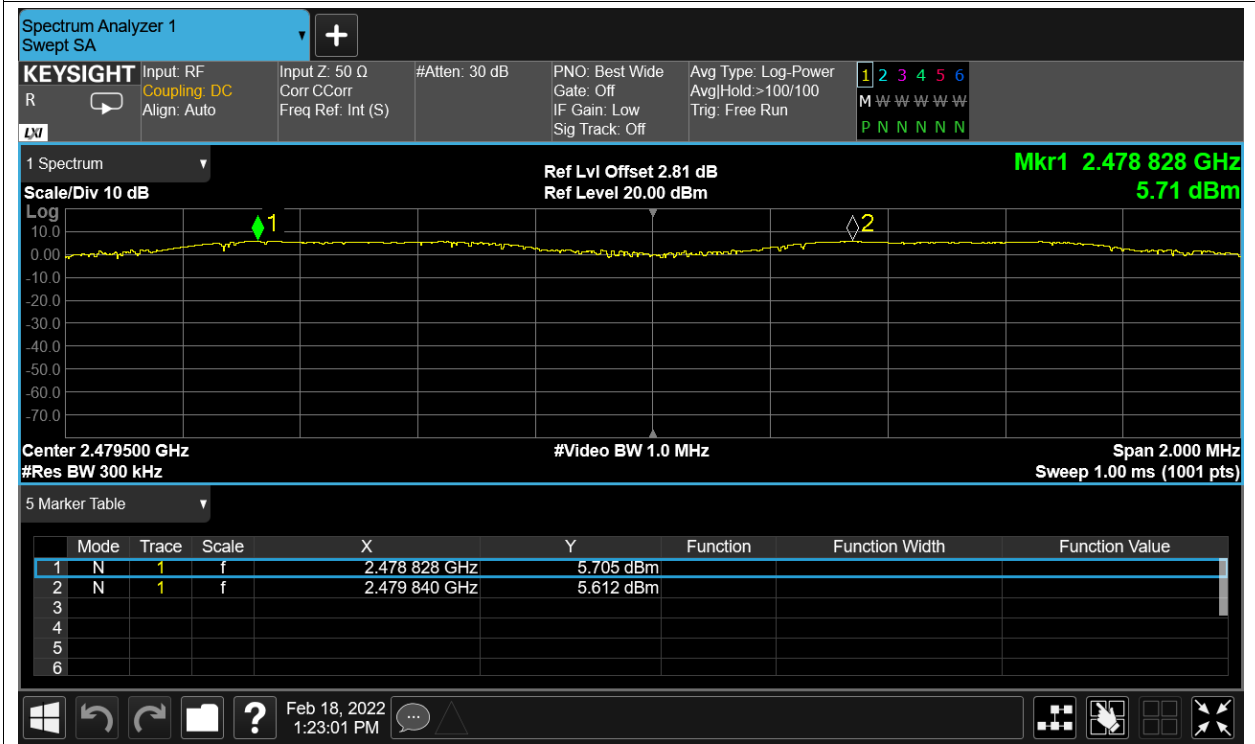 Spectrum Analyzer 1
Swept SA
+
KEYSIGHT
R
LXI
Input: RF
Coupling: DC
Align: Auto
Input Z: 50 Ω
Corr CCorr
Freq Ref: Int (S)
#Atten: 30 dB
PNO: Best Wide
Gate: Off
IF Gain: Low
Sig Track: Off
Avg Type: Log-Power
Avg|Hold:>100/100
Trig: Free Run
1 2 3 4 5 6
M W W W W W
P N N N N N
1 Spectrum
Scale/Div 10 dB
Ref Lvl Offset 2.81 dB
Ref Level 20.00 dBm
Mkr1 2.478 828 GHz
5.71 dBm
Log
10.0
0.00
-10.0
-20.0
-30.0
-40.0
-50.0
-60.0
-70.0
1
2
Center 2.479500 GHz
#Video BW 1.0 MHz
Span 2.000 MHz
#Res BW 300 kHz
Sweep 1.00 ms (1001 pts)
5 Marker Table
Mode Trace Scale X Y Function Function Width Function Value
1 N 1 f 2.478 828 GHz 5.705 dBm
2 N 1 f 2.479 840 GHz 5.612 dBm
3
4
5
6
?
Feb 18, 2022
1:23:01 PM